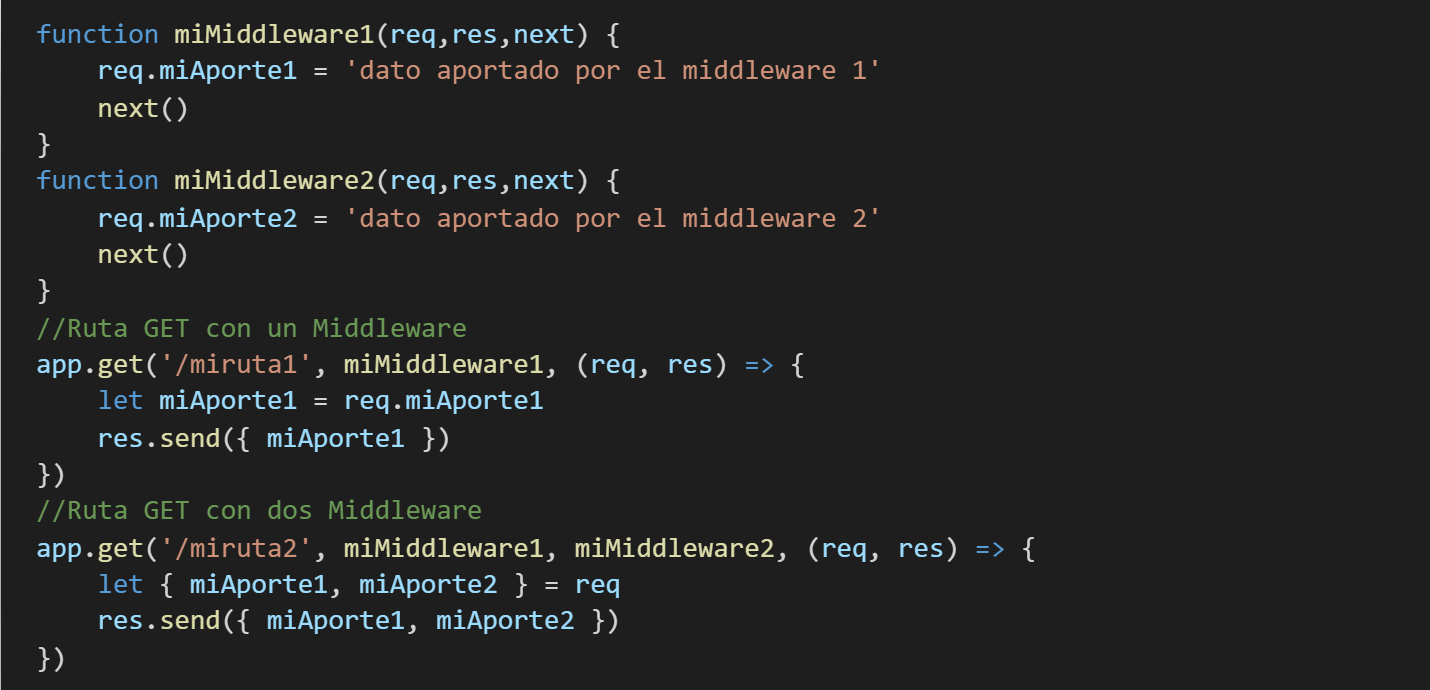 function miMiddleware1(req,res,next) {
    req.miAporte1 = 'dato aportado por el middleware 1'
    next()
}
function miMiddleware2(req,res,next) {
    req.miAporte2 = 'dato aportado por el middleware 2'
    next()
}
//Ruta GET con un Middleware
app.get('/miruta1', miMiddleware1, (req, res) => {
    let miAporte1 = req.miAporte1
    res.send({ miAporte1 })
})
//Ruta GET con dos Middleware
app.get('/miruta2', miMiddleware1, miMiddleware2, (req, res) => {
    let { miAporte1, miAporte2 } = req
    res.send({ miAporte1, miAporte2 })
})